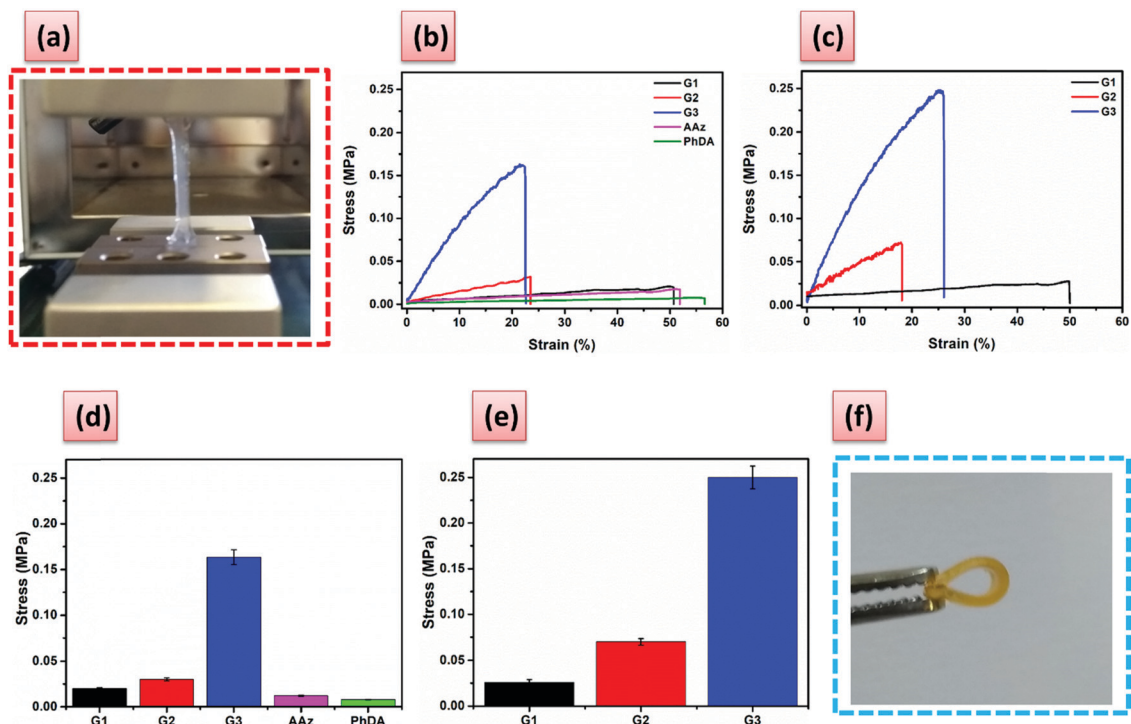 (a)
(b)
0.25
0.20
0.15
0.10
0.05
0.00
Stress (MPa)
0 10 20 30 40 50 60
Strain (%)
G1
G2
G3
AAz
PhDA
(c)
0.25
0.20
0.15
0.10
0.05
0.00
Stress (MPa)
0 10 20 30 40 50 60
Strain (%)
G1
G2
G3
(d)
0.25
0.20
0.15
0.10
0.05
0.00
Stress (MPa)
G1 G2 G3 AAz PhDA
(e)
0.25
0.20
0.15
0.10
0.05
0.00
Stress (MPa)
G1 G2 G3
(f)